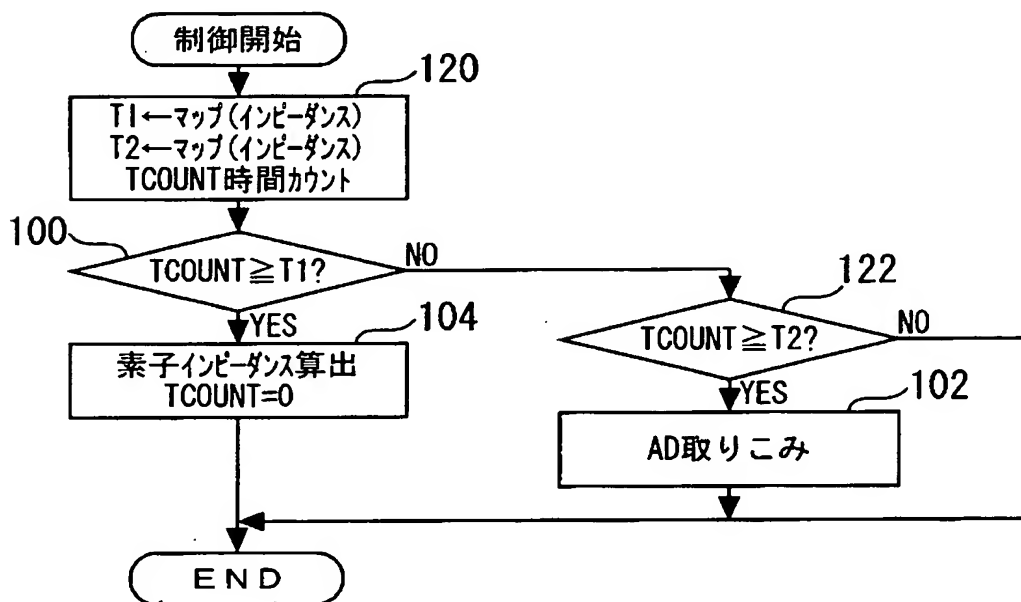 制御開始
120
T1←マップ(インピーダンス)
T2←マップ(インピーダンス)
TCOUNT時間カウント
100
TCOUNT≧T1?
NO
YES
122
TCOUNT≧T2?
NO
YES
104
素子インピーダンス算出
TCOUNT=0
102
AD取りこみ
END